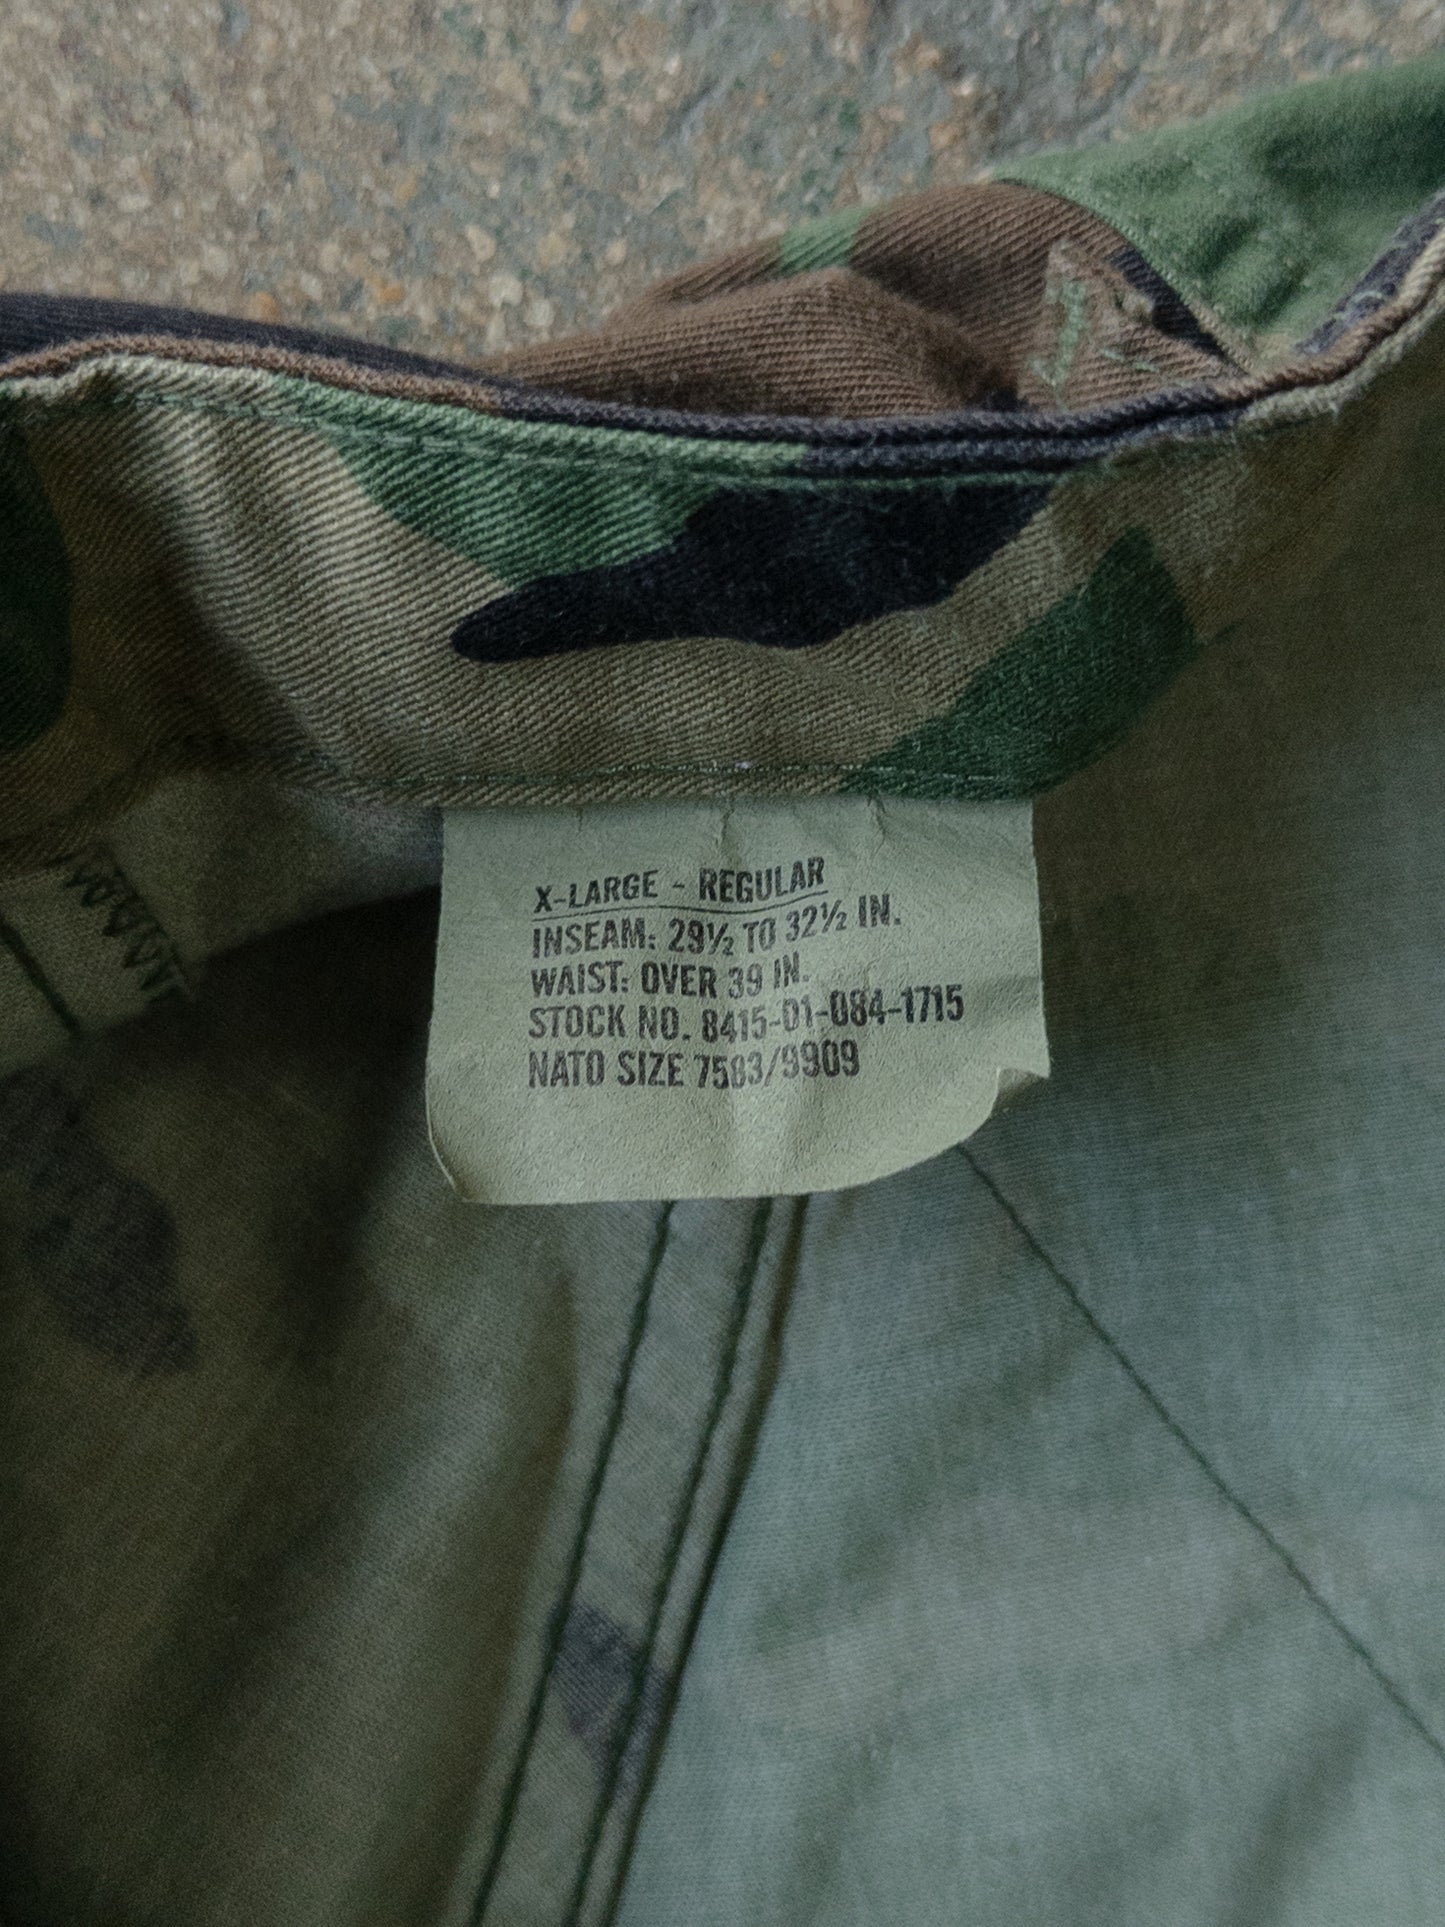 X-LARGE - REGULAR
INSEAM: 29½ TO 32½ IN.
WAIST: OVER 39 IN.
STOCK NO. 8415-01-084-1715
NATO SIZE 7583/9909